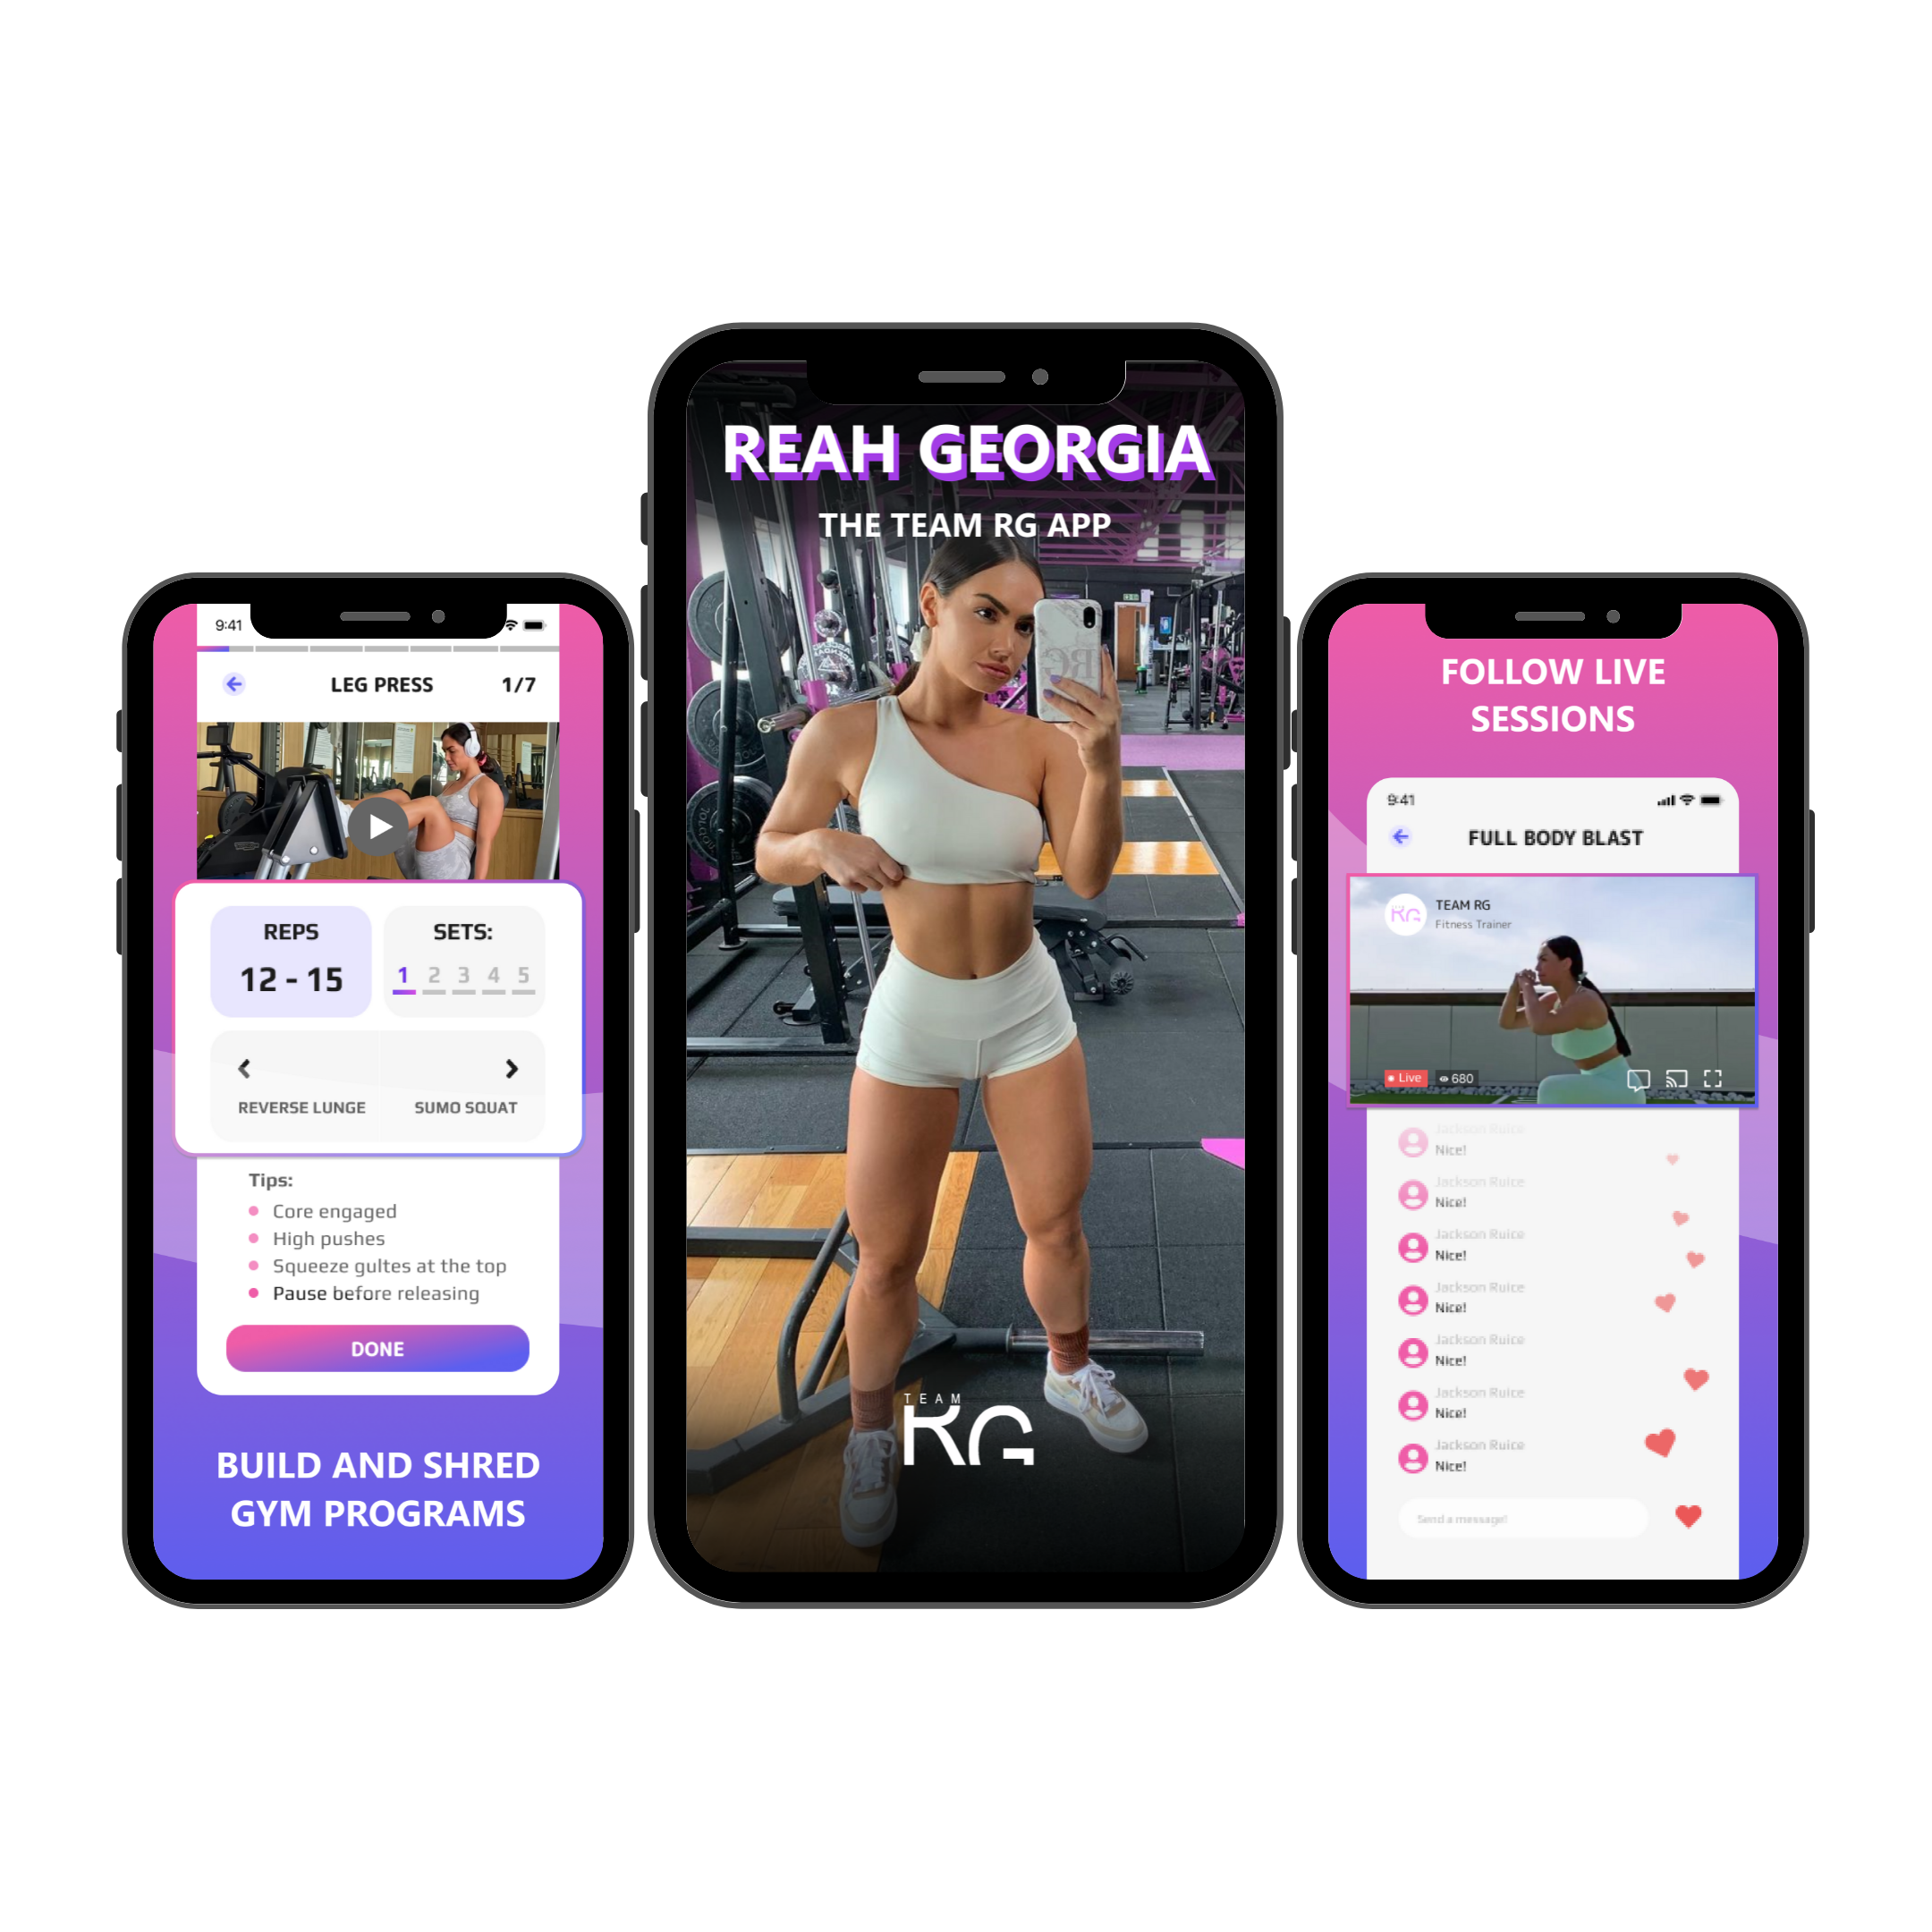 9:41
LEG PRESS 1/7
REPS
12 - 15
SETS:
1 2 3 4 5
REVERSE LUNGE SUMO SQUAT
Tips:
Core engaged
High pushes
Squeeze gultes at the top
Pause before releasing
DONE
BUILD AND SHRED
GYM PROGRAMS
REAH GEORGIA
THE TEAM RG APP
RG
TEAM
RG
FOLLOW LIVE
SESSIONS
9:41
FULL BODY BLAST
RG
TEAM RG
Fitness Trainer
Live 680
Jackson Ruice
Nice!
Jackson Ruice
Nice!
Jackson Ruice
Nice!
Jackson Ruice
Nice!
Jackson Ruice
Nice!
Jackson Ruice
Nice!
Jackson Ruice
Nice!
Send a message!